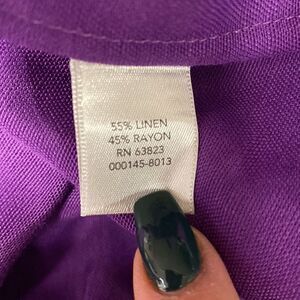 55% LINEN
45% RAYON
RN 63823
000145-8013